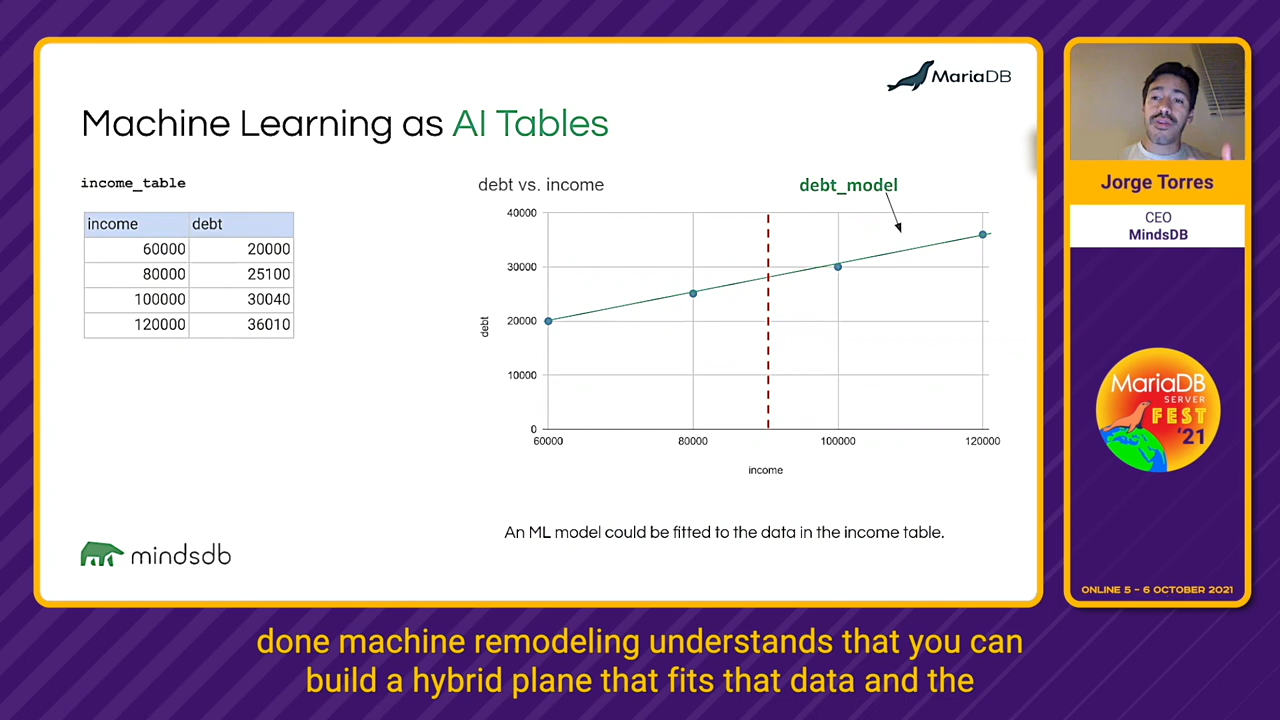 MariaDB
Machine Learning as AI Tables
income_table
income debt
60000 20000
80000 25100
100000 30040
120000 36010
debt vs. income
debt_model
40000
30000
20000
10000
0
debt
60000 80000 100000 120000
income
An ML model could be fitted to the data in the income table.
mindsdb
Jorge Torres
CEO
MindsDB
MariaDB
SERVER
FEST
'21
ONLINE 5 – 6 OCTOBER 2021
done machine remodeling understands that you can
build a hybrid plane that fits that data and the